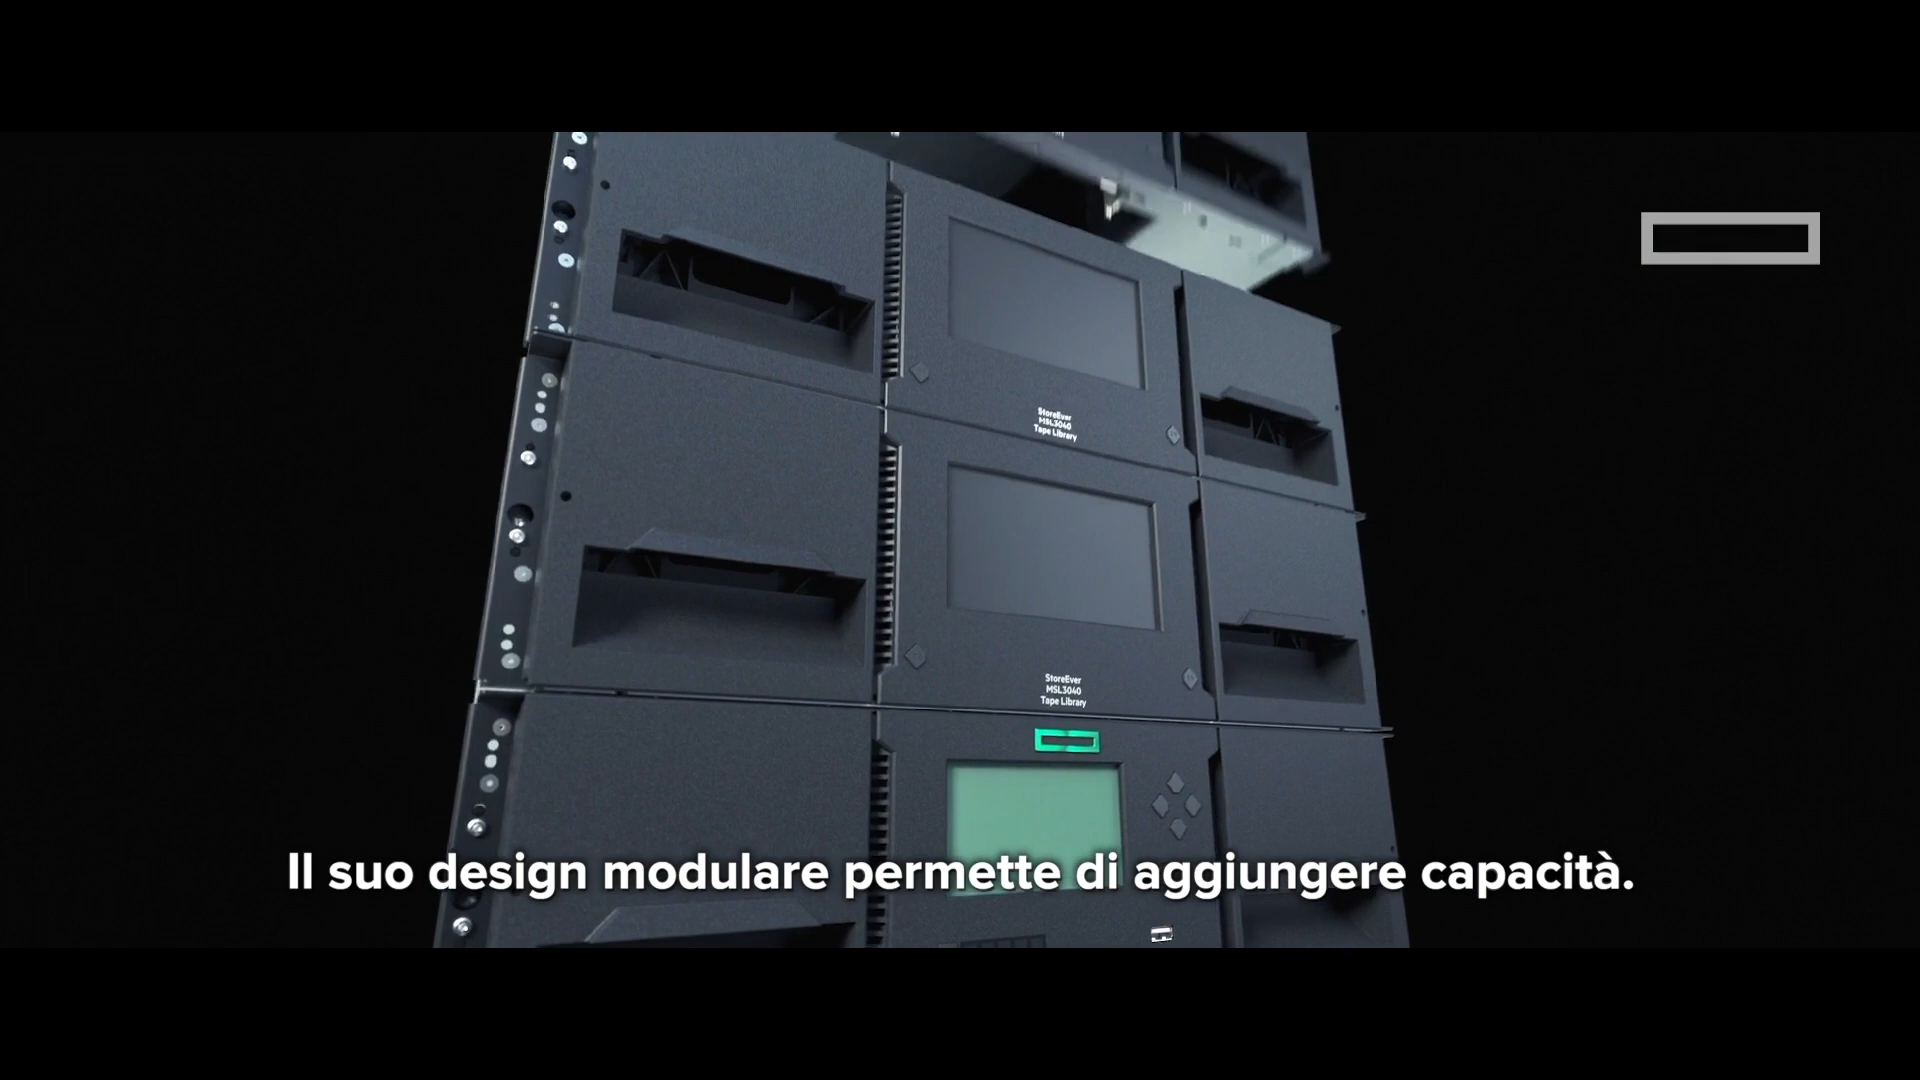 StoreEver
MSL3040
Tape Library
StoreEver
MSL3040
Tape Library
Il suo design modulare permette di aggiungere capacità.